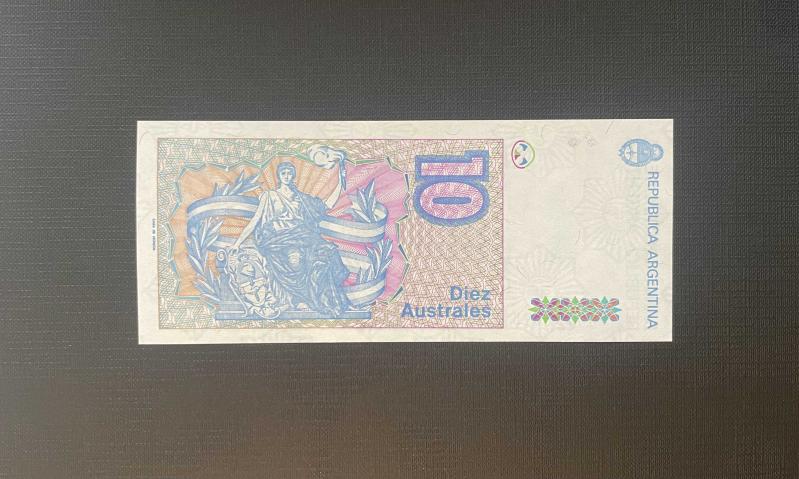 10
Diez
Australes
REPUBLICA ARGENTINA